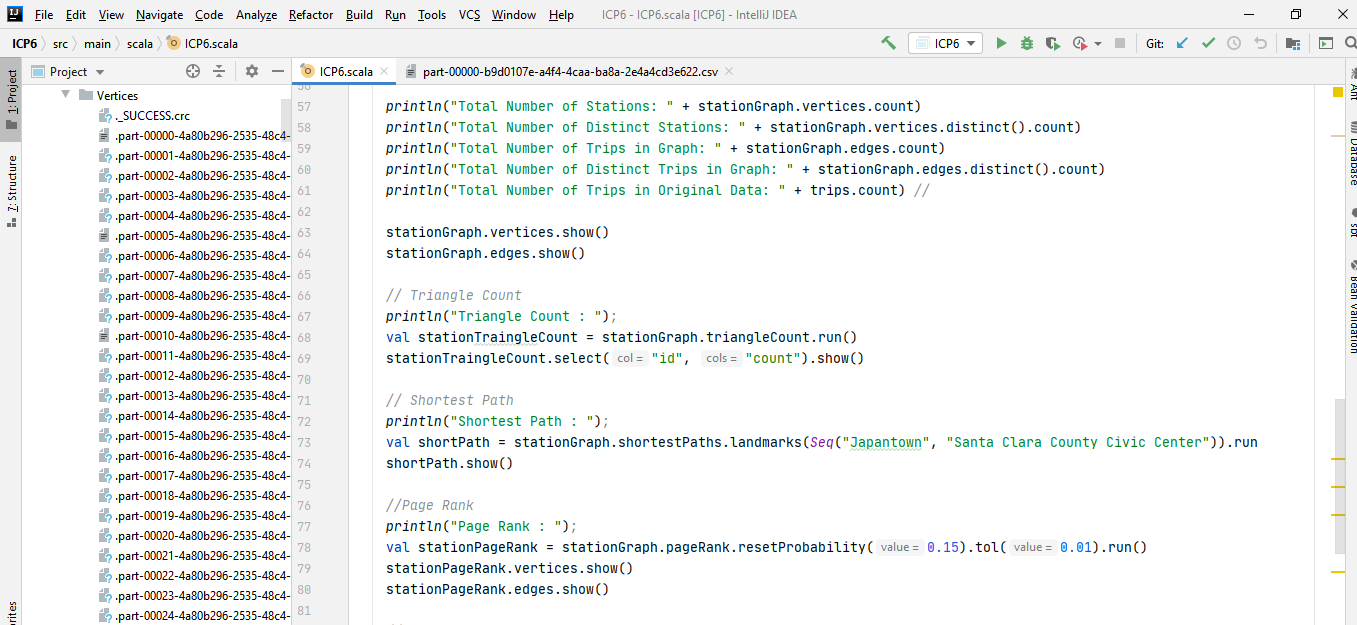 File Edit View Navigate Code Analyze Refactor Build Run Tools VCS Window Help ICP6 - ICP6.scala [ICP6] - IntelliJ IDEA
ICP6 src main scala ICP6.scala ICP6 Git:
Project ICP6.scala part-00000-b9d0107e-a4f4-4caa-ba8a-2e4a4cd3e622.csv
1: Project
7: Structure
Vertices
._SUCCESS.crc
.part-00000-4a80b296-2535-48c4-
.part-00001-4a80b296-2535-48c4-
.part-00002-4a80b296-2535-48c4-
.part-00003-4a80b296-2535-48c4-
.part-00004-4a80b296-2535-48c4-
.part-00005-4a80b296-2535-48c4-
.part-00006-4a80b296-2535-48c4-
.part-00007-4a80b296-2535-48c4-
.part-00008-4a80b296-2535-48c4-
.part-00009-4a80b296-2535-48c4-
.part-00010-4a80b296-2535-48c4-
.part-00011-4a80b296-2535-48c4-
.part-00012-4a80b296-2535-48c4-
.part-00013-4a80b296-2535-48c4-
.part-00014-4a80b296-2535-48c4-
.part-00015-4a80b296-2535-48c4-
.part-00016-4a80b296-2535-48c4-
.part-00017-4a80b296-2535-48c4-
.part-00018-4a80b296-2535-48c4-
.part-00019-4a80b296-2535-48c4-
.part-00020-4a80b296-2535-48c4-
.part-00021-4a80b296-2535-48c4-
.part-00022-4a80b296-2535-48c4-
.part-00023-4a80b296-2535-48c4-
.part-00024-4a80b296-2535-48c4-
57 println("Total Number of Stations: " + stationGraph.vertices.count)
58 println("Total Number of Distinct Stations: " + stationGraph.vertices.distinct().count)
59 println("Total Number of Trips in Graph: " + stationGraph.edges.count)
60 println("Total Number of Distinct Trips in Graph: " + stationGraph.edges.distinct().count)
61 println("Total Number of Trips in Original Data: " + trips.count) //
62
63 stationGraph.vertices.show()
64 stationGraph.edges.show()
65
66 // Triangle Count
67 println("Triangle Count : ");
68 val stationTraingleCount = stationGraph.triangleCount.run()
69 stationTraingleCount.select( col = "id", cols = "count").show()
70
71 // Shortest Path
72 println("Shortest Path : ");
73 val shortPath = stationGraph.shortestPaths.landmarks(Seq("Japantown", "Santa Clara County Civic Center")).run
74 shortPath.show()
75
76 //Page Rank
77 println("Page Rank : ");
78 val stationPageRank = stationGraph.pageRank.resetProbability( value = 0.15).tol( value = 0.01).run()
79 stationPageRank.vertices.show()
80 stationPageRank.edges.show()
81
Ant
Database
sbt
Bean Validation